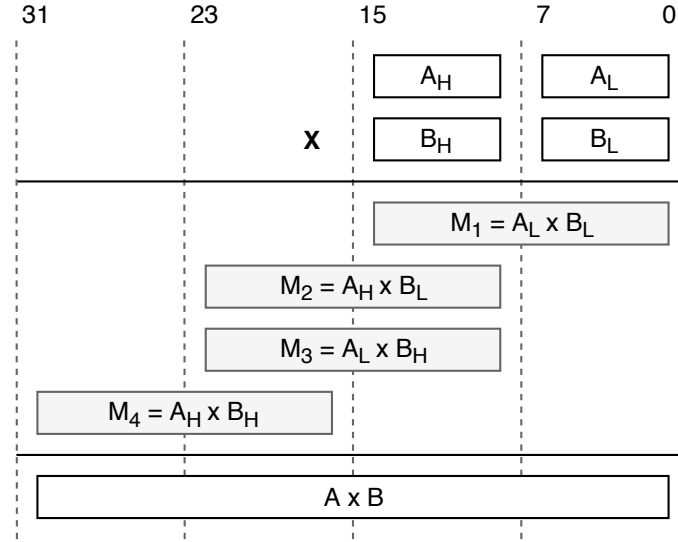 31 23 15 7 0
A_H A_L
X B_H B_L
M_1 = A_L x B_L
M_2 = A_H x B_L
M_3 = A_L x B_H
M_4 = A_H x B_H
A x B